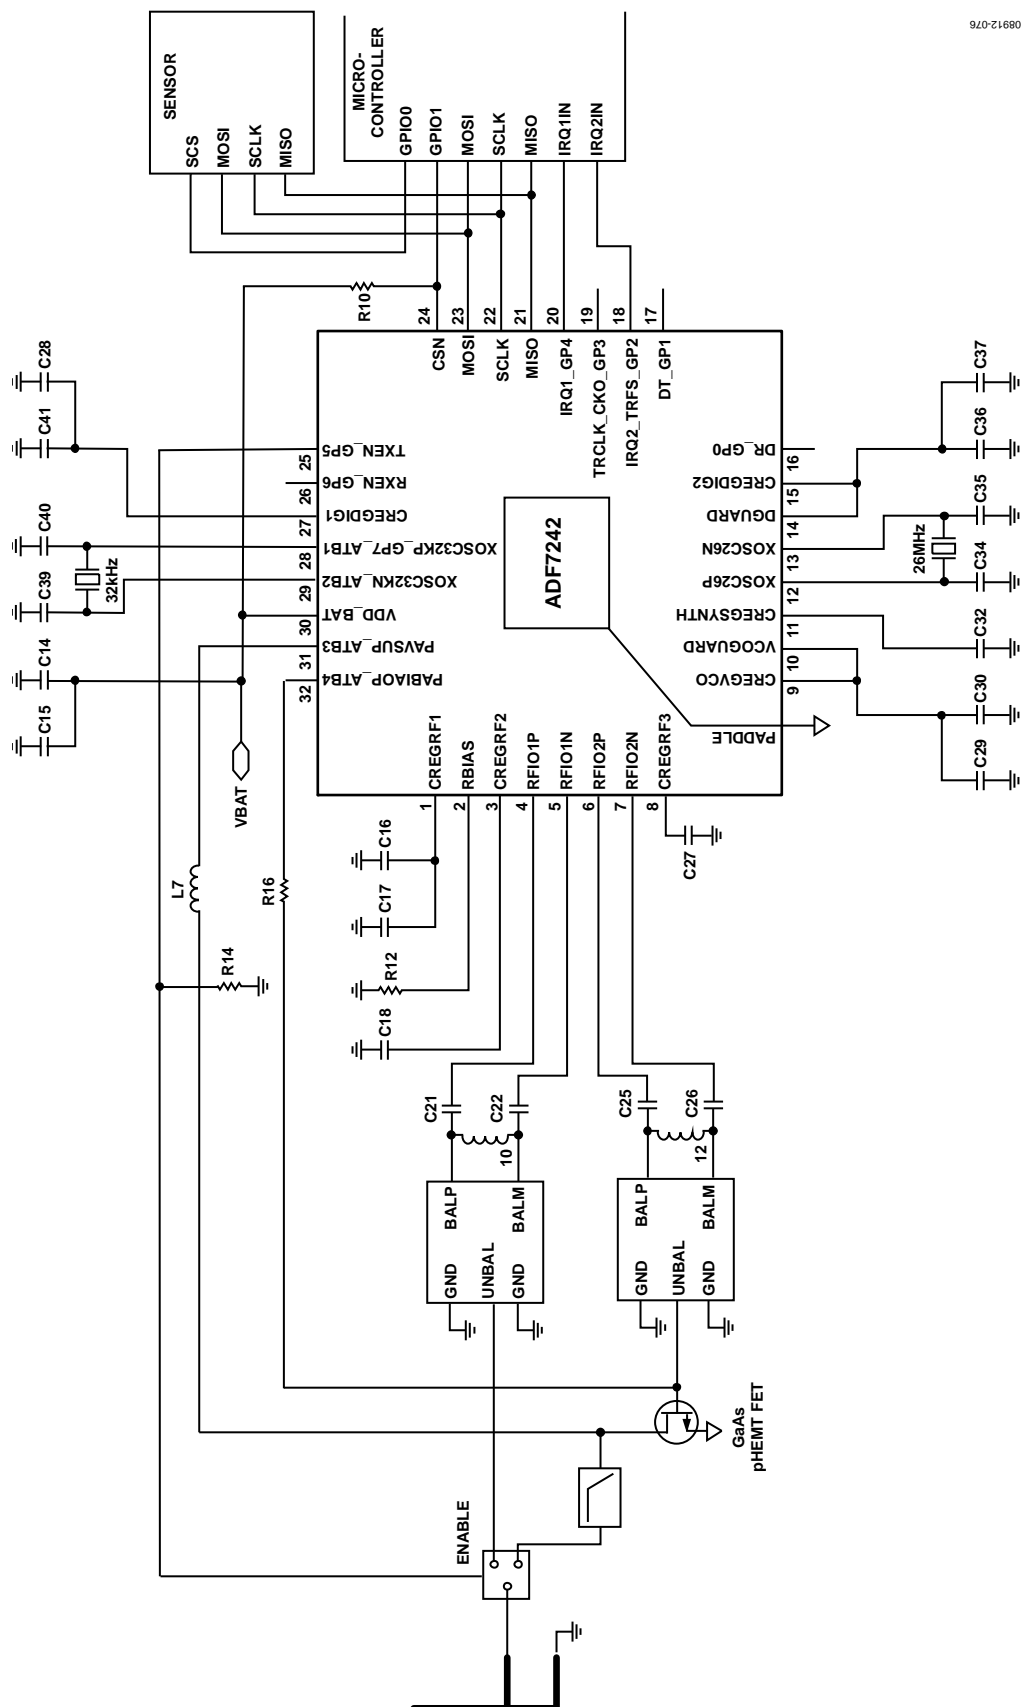 08912-076
SENSOR
SCS
MOSI
SCLK
MISO
MICRO-
CONTROLLER
GPIO0
GPIO1
MOSI
SCLK
MISO
IRQ1IN
IRQ2IN
R10
24
23
22
21
20
19
18
17
CSN
MOSI
SCLK
MISO
IRQ1_GP4
TRCLK_CKO_GP3
IRQ2_TRFS_GP2
DT_GP1
C28
C41
C40
C39
32kHz
C14
C15
VBAT
25
26
27
28
29
30
31
32
TXEN_GP5
RXEN_GP6
CREGDIG1
XOSC32KP_GP7_ATB1
XOSC32KN_ATB2
VDD_BAT
PAVSUP_ATB3
PABIAOP_ATB4
ADF7242
DR_GP0
CREGDIG2
DGUARD
XOSC26N
XOSC26P
CREGSYNTH
VCOGUARD
CREGVCO
PADDLE
16
15
14
13
12
11
10
9
C37
C36
C35
26MHz
C34
C32
C30
C29
CREGRF1
RBIAS
CREGRF2
RFIO1P
RFIO1N
RFIO2P
RFIO2N
CREGRF3
1
2
3
4
5
6
7
8
L7
R16
R14
C16
C17
R12
C18
C27
C21
C22
C25
C26
10
12
BALP
BALM
GND
UNBAL
GND
BALP
BALM
GND
UNBAL
GND
GaAs
pHEMT FET
ENABLE